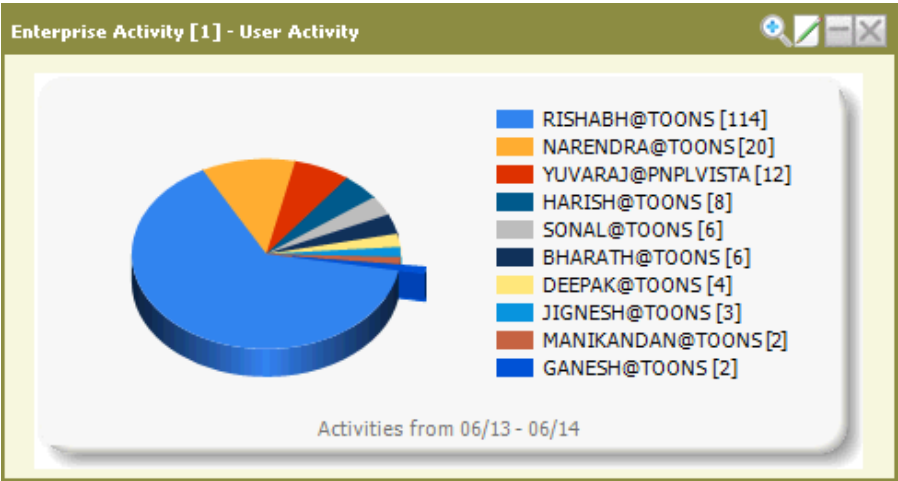 Enterprise Activity [1] - User Activity
RISHABH@TOONS [114]
NARENDRA@TOONS [20]
YUVARAJ@PNPLVISTA [12]
HARISH@TOONS [8]
SONAL@TOONS [6]
BHARATH@TOONS [6]
DEEPAK@TOONS [4]
JIGNESH@TOONS [3]
MANIKANDAN@TOONS [2]
GANESH@TOONS [2]
Activities from 06/13 - 06/14